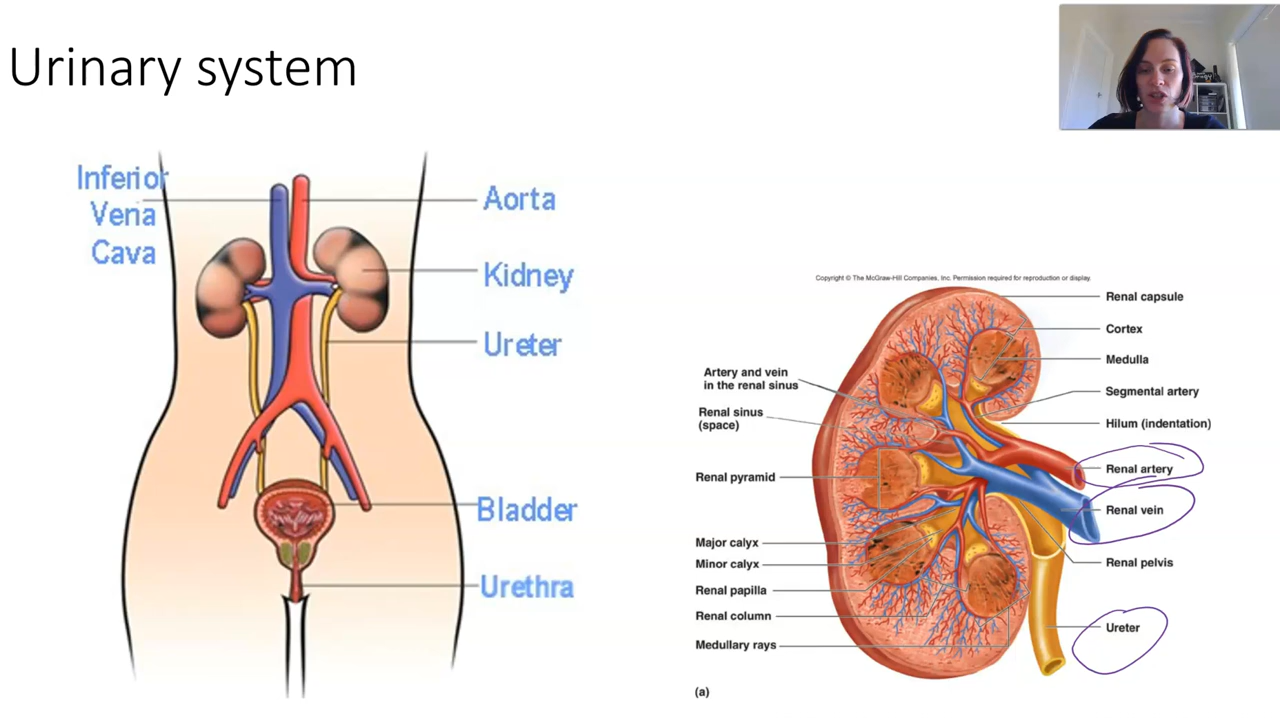 Urinary system
Inferior
Vena
Cava
Aorta
Kidney
Ureter
Bladder
Urethra
Copyright © The McGraw-Hill Companies, Inc. Permission required for reproduction or display.
Renal capsule
Cortex
Medulla
Segmental artery
Hilum (indentation)
Renal artery
Renal vein
Renal pelvis
Ureter
Artery and vein
in the renal sinus
Renal sinus
(space)
Renal pyramid
Major calyx
Minor calyx
Renal papilla
Renal column
Medullary rays
(a)